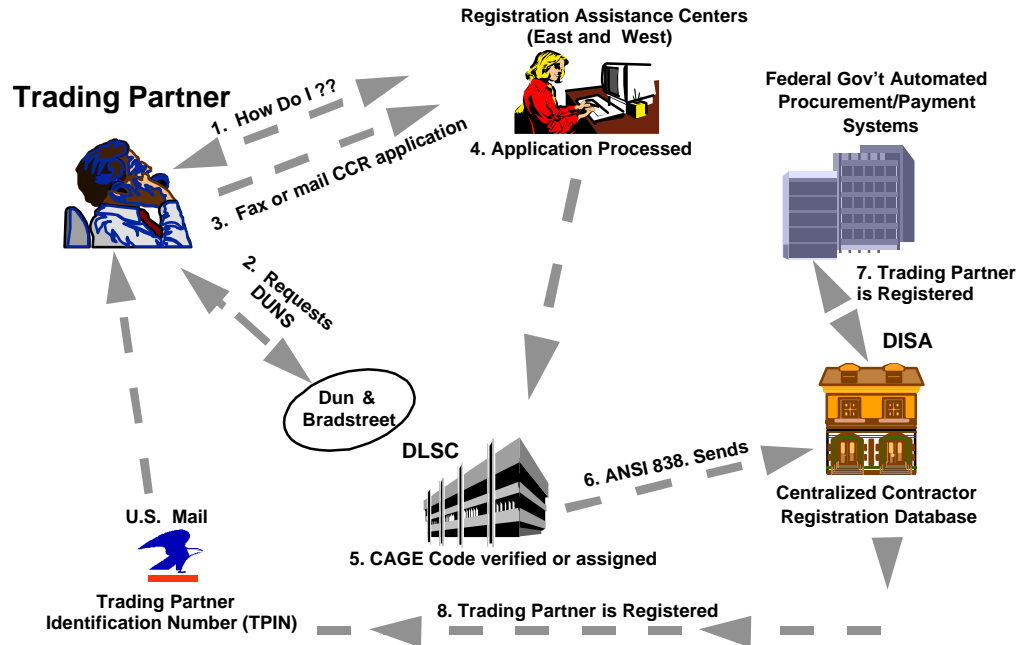 Registration Assistance Centers
(East and West)
Trading Partner
Federal Gov't Automated
Procurement/Payment
Systems
1. How Do I ??
3. Fax or mail CCR application
4. Application Processed
2. Requests
DUNS
7. Trading Partner
is Registered
DISA
Dun &
Bradstreet
DLSC
6. ANSI 838. Sends
Centralized Contractor
Registration Database
U.S. Mail
5. CAGE Code verified or assigned
Trading Partner
Identification Number (TPIN)
8. Trading Partner is Registered